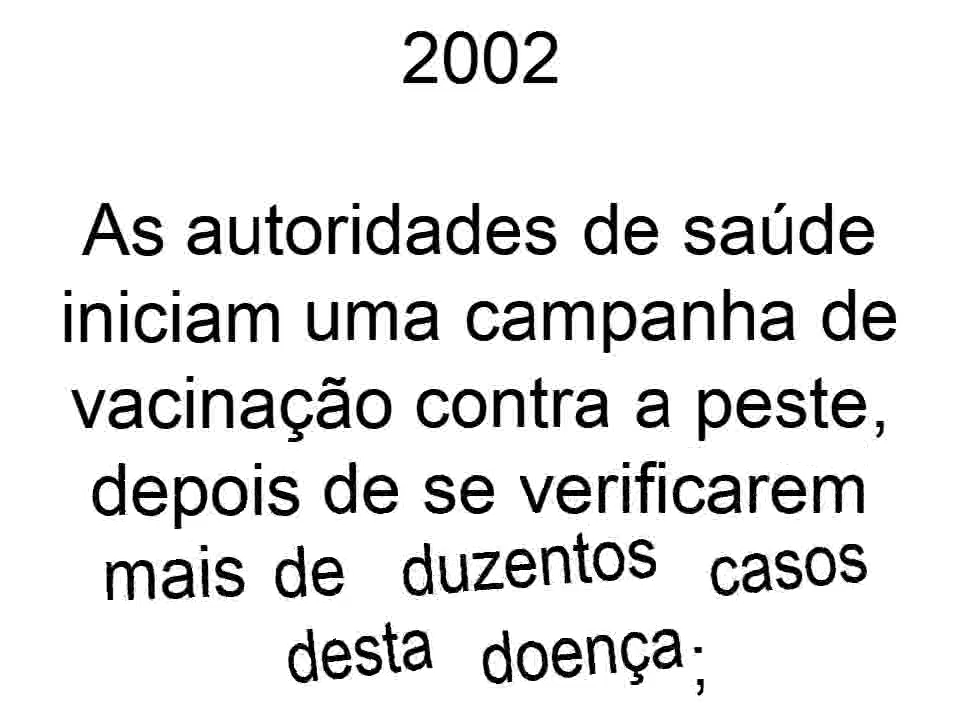 2002
As autoridades de saúde
iniciam uma campanha de
vacinação contra a peste,
depois de se verificarem
mais de duzentos casos
desta doença;